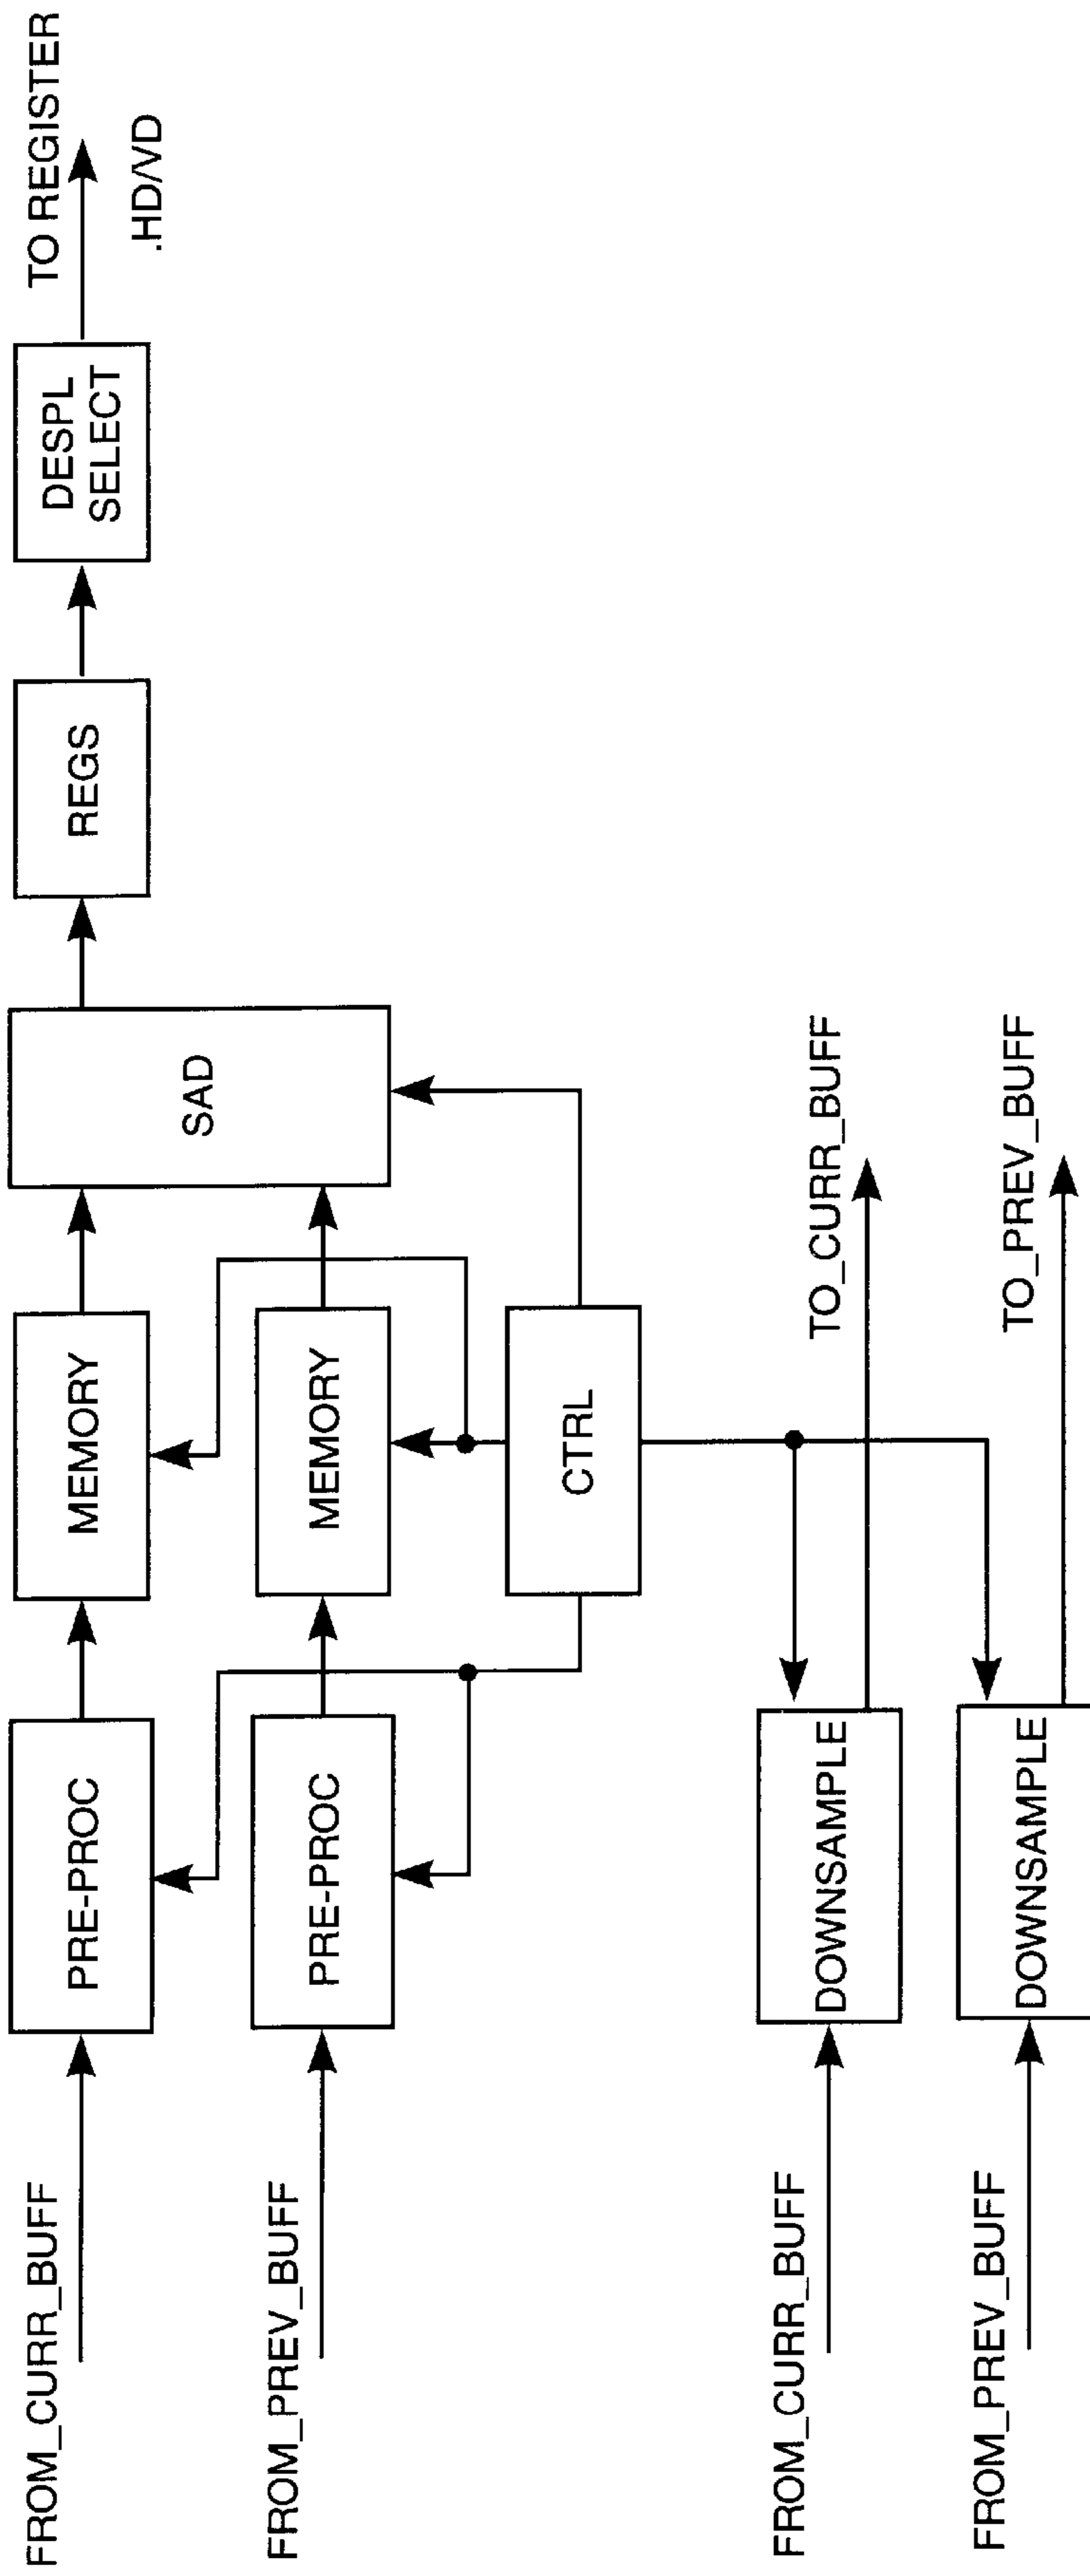 FROM_CURR_BUFF
PRE-PROC
MEMORY
SAD
REGS
DESPL
SELECT
TO REGISTER
.HD/VD
FROM_PREV_BUFF
PRE-PROC
MEMORY
CTRL
FROM_CURR_BUFF
DOWNSAMPLE
TO_CURR_BUFF
FROM_PREV_BUFF
DOWNSAMPLE
TO_PREV_BUFF